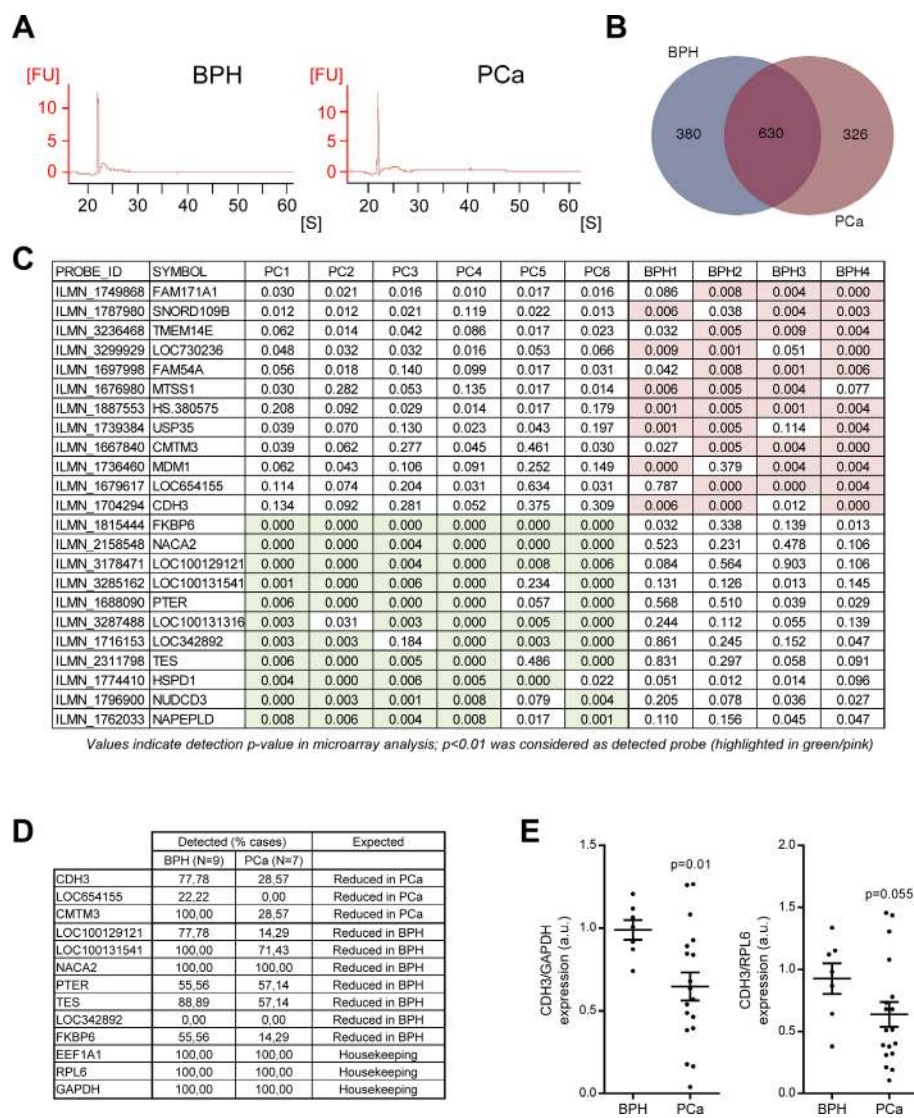 A
B
BPH
PCa
[FU]
10
5
0
20 30 40 50 60
[S]
[FU]
10
5
0
20 30 40 50 60
[S]
BPH
380
630
326
PCa
C
PROBE_ID SYMBOL PC1 PC2 PC3 PC4 PC5 PC6 BPH1 BPH2 BPH3 BPH4
ILMN_1749868 FAM171A1 0.030 0.021 0.016 0.010 0.017 0.016 0.086 0.008 0.004 0.000
ILMN_1787980 SNORD109B 0.012 0.012 0.021 0.119 0.022 0.013 0.006 0.038 0.004 0.003
ILMN_3236468 TMEM14E 0.062 0.014 0.042 0.086 0.017 0.023 0.032 0.005 0.009 0.004
ILMN_3299929 LOC730236 0.048 0.032 0.032 0.016 0.053 0.066 0.009 0.001 0.051 0.000
ILMN_1697998 FAM54A 0.056 0.018 0.140 0.099 0.017 0.031 0.042 0.008 0.001 0.006
ILMN_1676980 MTSS1 0.030 0.282 0.053 0.135 0.017 0.014 0.006 0.005 0.004 0.077
ILMN_1887553 HS.380575 0.208 0.092 0.029 0.014 0.017 0.179 0.001 0.005 0.001 0.004
ILMN_1739384 USP35 0.039 0.070 0.130 0.023 0.043 0.197 0.001 0.005 0.114 0.004
ILMN_1667840 CMTM3 0.039 0.062 0.277 0.045 0.461 0.030 0.027 0.005 0.004 0.000
ILMN_1736460 MDM1 0.062 0.043 0.106 0.091 0.252 0.149 0.000 0.379 0.004 0.004
ILMN_1679617 LOC654155 0.114 0.074 0.204 0.031 0.634 0.031 0.787 0.000 0.000 0.004
ILMN_1704294 CDH3 0.134 0.092 0.281 0.052 0.375 0.309 0.006 0.000 0.012 0.000
ILMN_1815444 FKBP6 0.000 0.000 0.000 0.000 0.000 0.000 0.032 0.338 0.139 0.013
ILMN_2158548 NACA2 0.000 0.000 0.004 0.000 0.000 0.000 0.523 0.231 0.478 0.106
ILMN_3178471 LOC100129121 0.000 0.000 0.004 0.000 0.008 0.006 0.084 0.564 0.903 0.106
ILMN_3285162 LOC100131541 0.001 0.006 0.000 0.000 0.234 0.000 0.131 0.126 0.013 0.145
ILMN_1688090 PTER 0.006 0.000 0.000 0.000 0.057 0.000 0.568 0.510 0.039 0.029
ILMN_3287488 LOC100131316 0.003 0.031 0.003 0.000 0.005 0.000 0.244 0.112 0.055 0.139
ILMN_1716153 LOC342892 0.003 0.003 0.184 0.000 0.003 0.000 0.861 0.245 0.152 0.047
ILMN_2311798 TES 0.006 0.000 0.005 0.000 0.486 0.000 0.831 0.297 0.058 0.091
ILMN_1774410 HSPD1 0.004 0.000 0.006 0.005 0.000 0.022 0.051 0.012 0.014 0.096
ILMN_1796900 NUDCD3 0.000 0.003 0.001 0.008 0.079 0.004 0.205 0.078 0.036 0.027
ILMN_1762033 NAPEPLD 0.008 0.006 0.004 0.008 0.017 0.001 0.110 0.156 0.045 0.047
Values indicate detection p-value in microarray analysis; p<0.01 was considered as detected probe (highlighted in green/pink)
D
Detected (% cases) Expected
BPH (N=9) PCa (N=7)
CDH3 77,78 28,57 Reduced in PCa
LOC654155 22,22 0,00 Reduced in PCa
CMTM3 100,00 28,57 Reduced in PCa
LOC100129121 77,78 14,29 Reduced in BPH
LOC100131541 100,00 71,43 Reduced in BPH
NACA2 100,00 100,00 Reduced in BPH
PTER 55,56 57,14 Reduced in BPH
TES 88,89 57,14 Reduced in BPH
LOC342892 0,00 0,00 Reduced in BPH
FKBP6 55,56 14,29 Reduced in BPH
EEF1A1 100,00 100,00 Housekeeping
RPL6 100,00 100,00 Housekeeping
GAPDH 100,00 100,00 Housekeeping
E
CDH3/GAPDH
expression (a.u.)
1.5
1.0
0.5
0.0
p=0.01
BPH PCa
CDH3/RPL6
expression (a.u.)
2.0
1.5
1.0
0.5
0.0
p=0.055
BPH PCa